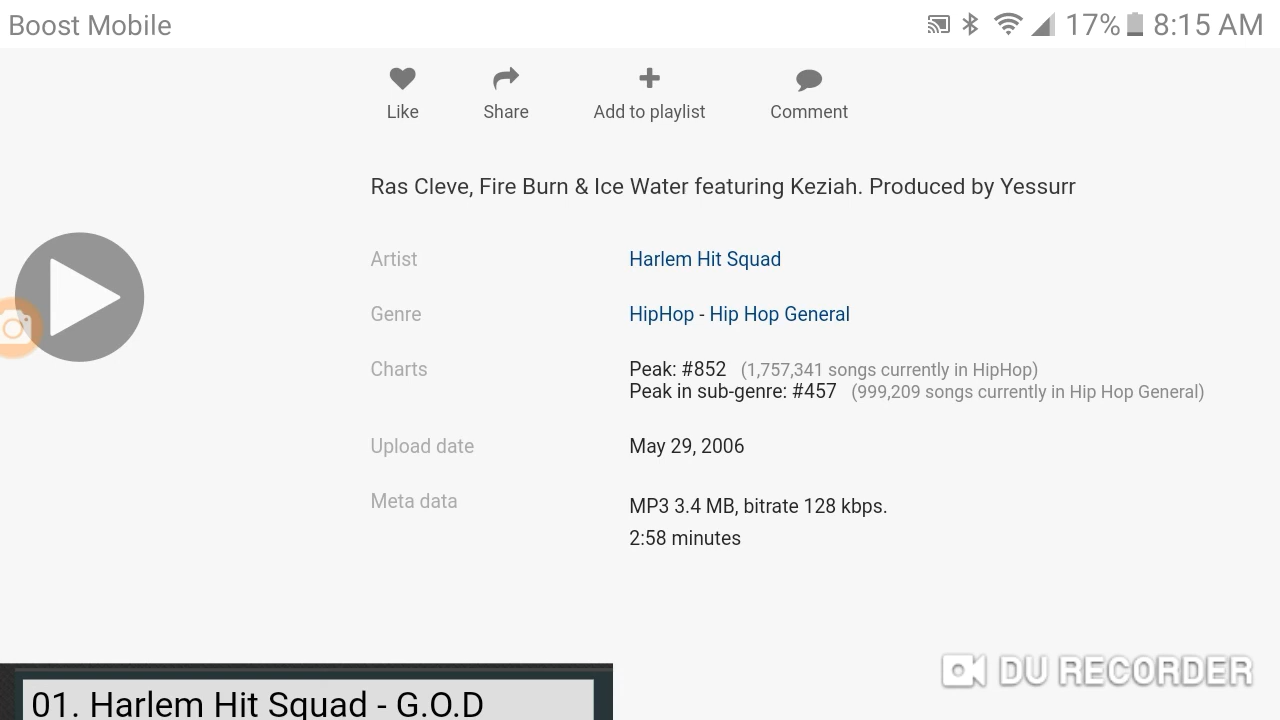 Boost Mobile 17% 8:15 AM
Like Share Add to playlist Comment
Ras Cleve, Fire Burn & Ice Water featuring Keziah. Produced by Yessurr
Artist Harlem Hit Squad
Genre HipHop - Hip Hop General
Charts Peak: #852 (1,757,341 songs currently in HipHop)
Peak in sub-genre: #457 (999,209 songs currently in Hip Hop General)
Upload date May 29, 2006
Meta data MP3 3.4 MB, bitrate 128 kbps.
2:58 minutes
DU RECORDER
01. Harlem Hit Squad - G.O.D